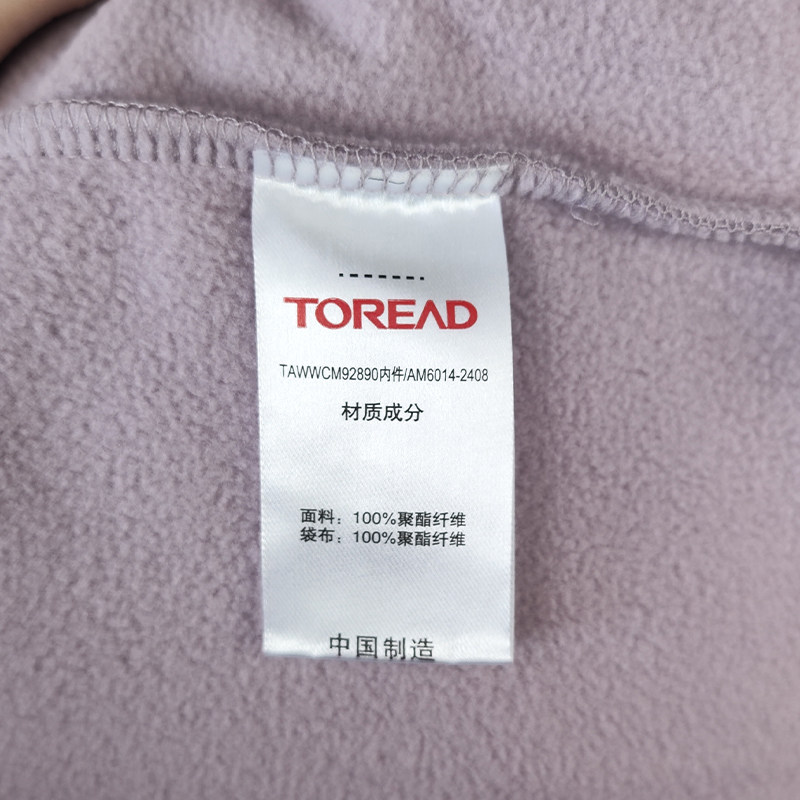 TOREAD
TAWWCM92890内件/AM6014-2408
材质成分
面料：100%聚酯纤维
袋布：100%聚酯纤维
中国制造